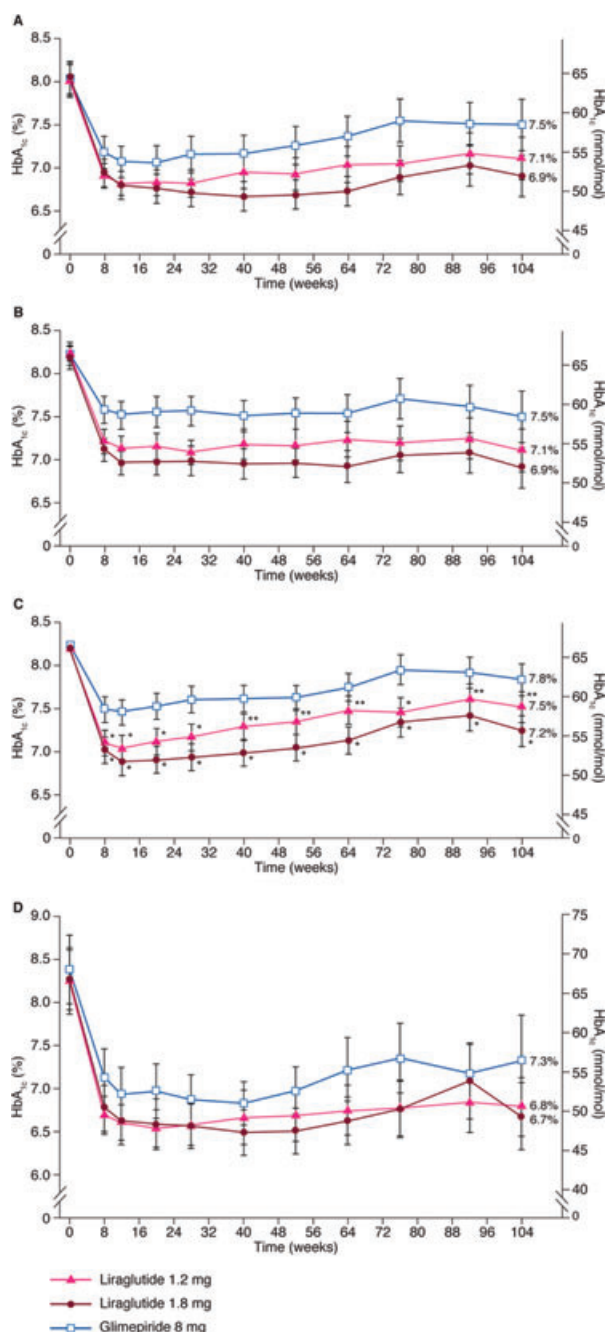 A
8.5
8.0
7.5
7.0
6.5
0
HbA1c (%)
65
60
55
50
45
0
HbA1c (mmol/mol)
7.5%
7.1%
6.9%
0 8 16 24 32 40 48 56 64 72 80 88 96 104
Time (weeks)
B
8.5
8.0
7.5
7.0
6.5
0
HbA1c (%)
65
60
55
50
45
0
HbA1c (mmol/mol)
7.5%
7.1%
6.9%
0 8 16 24 32 40 48 56 64 72 80 88 96 104
Time (weeks)
C
8.5
8.0
7.5
7.0
6.5
0
HbA1c (%)
65
60
55
50
45
0
HbA1c (mmol/mol)
7.8%
7.5%
7.2%
* * * * ** ** ** * ** **
* * * * * * * * * *
0 8 16 24 32 40 48 56 64 72 80 88 96 104
Time (weeks)
D
9.0
8.5
8.0
7.5
7.0
6.5
6.0
0
HbA1c (%)
75
70
65
60
55
50
45
40
0
HbA1c (mmol/mol)
7.3%
6.8%
6.7%
0 8 16 24 32 40 48 56 64 72 80 88 96 104
Time (weeks)
Liraglutide 1.2 mg
Liraglutide 1.8 mg
Glimepiride 8 mg